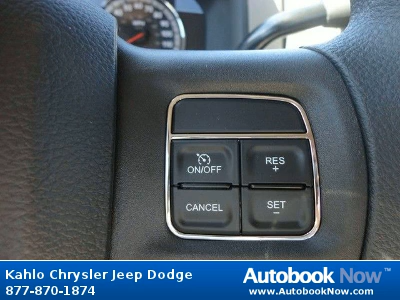 ON/OFF
RES
+
CANCEL
SET
–
Kahlo Chrysler Jeep Dodge
877-870-1874
Autobook Now™
www.AutobookNow.com